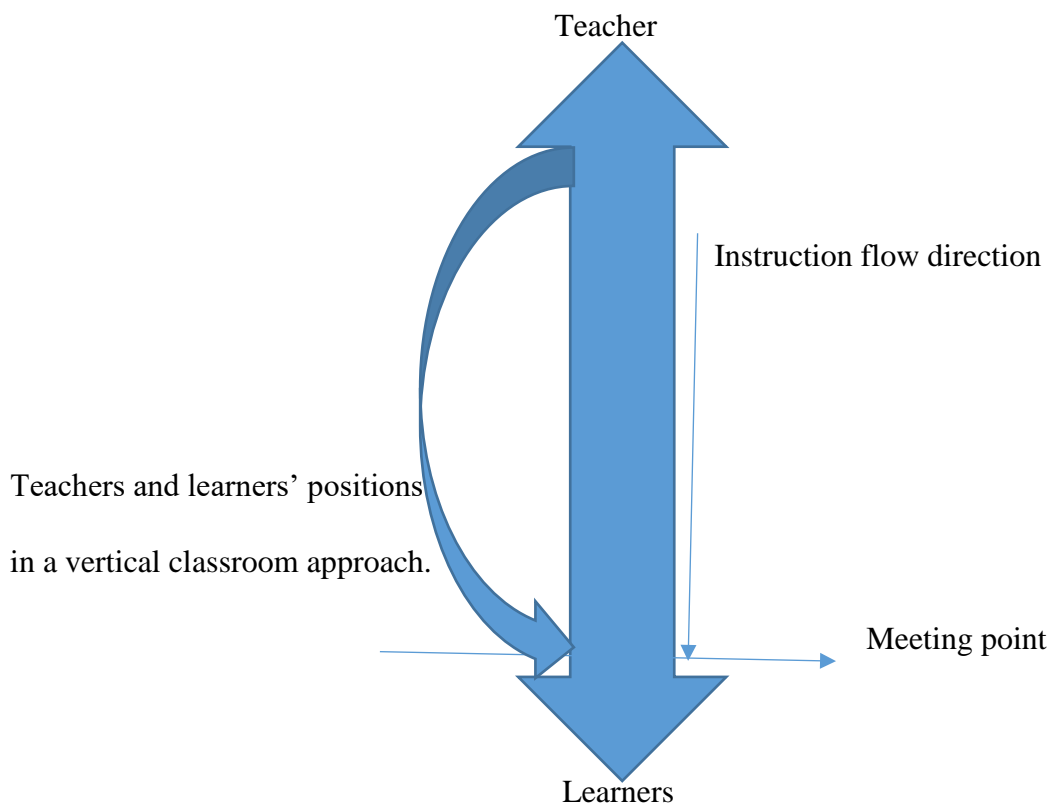 Teacher
Instruction flow direction
Teachers and learners’ positions
in a vertical classroom approach.
Meeting point
Learners